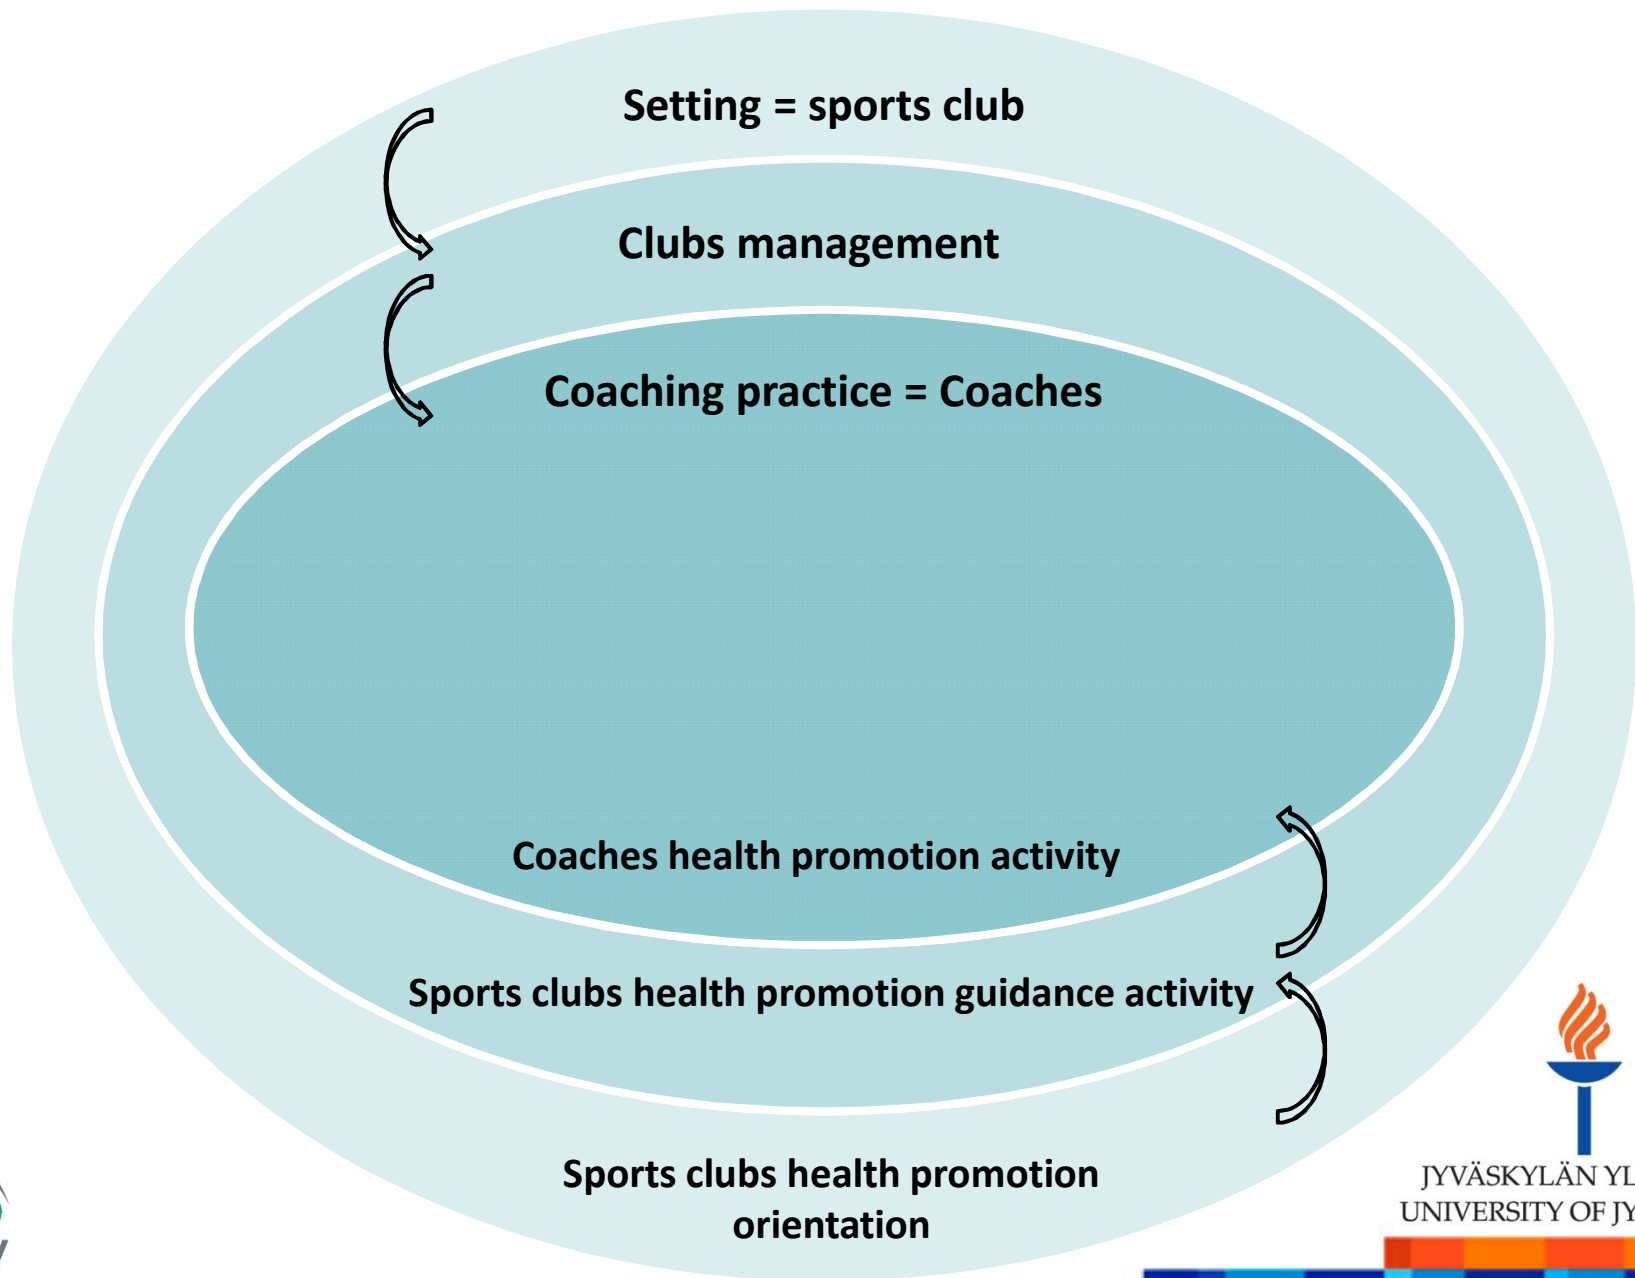 Setting = sports club
Clubs management
Coaching practice = Coaches
Coaches health promotion activity
Sports clubs health promotion guidance activity
Sports clubs health promotion
orientation
JYVÄSKYLÄN YL
UNIVERSITY OF JY